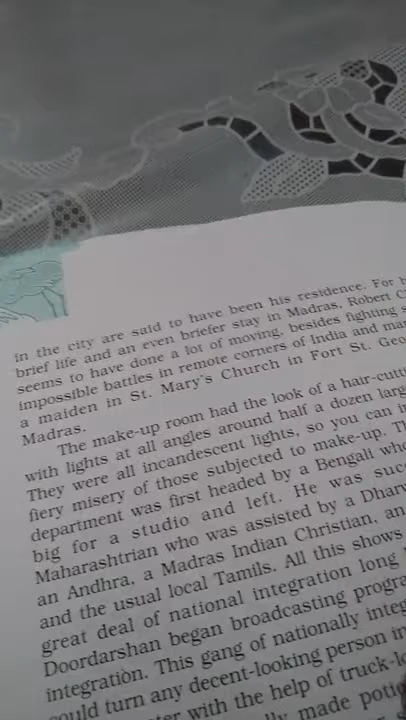 in the city are said to have been his residence. For h
brief life and an even briefer stay in Madras, Robert C
seems to have done a lot of moving, besides fighting s
impossible battles in remote corners of India and mar
a maiden in St. Mary's Church in Fort St. Geo
Madras.
The make-up room had the look of a hair-cutti
with lights at all angles around half a dozen larg
They were all incandescent lights, so you can i
fiery misery of those subjected to make-up. Th
department was first headed by a Bengali who
big for a studio and left. He was succ
Maharashtrian who was assisted by a Dharw
an Andhra, a Madras Indian Christian, an
and the usual local Tamils. All this shows
great deal of national integration long
Doordarshan began broadcasting progra
integration. This gang of nationally integ
could turn any decent-looking person in
with the help of truck-lo
made potio